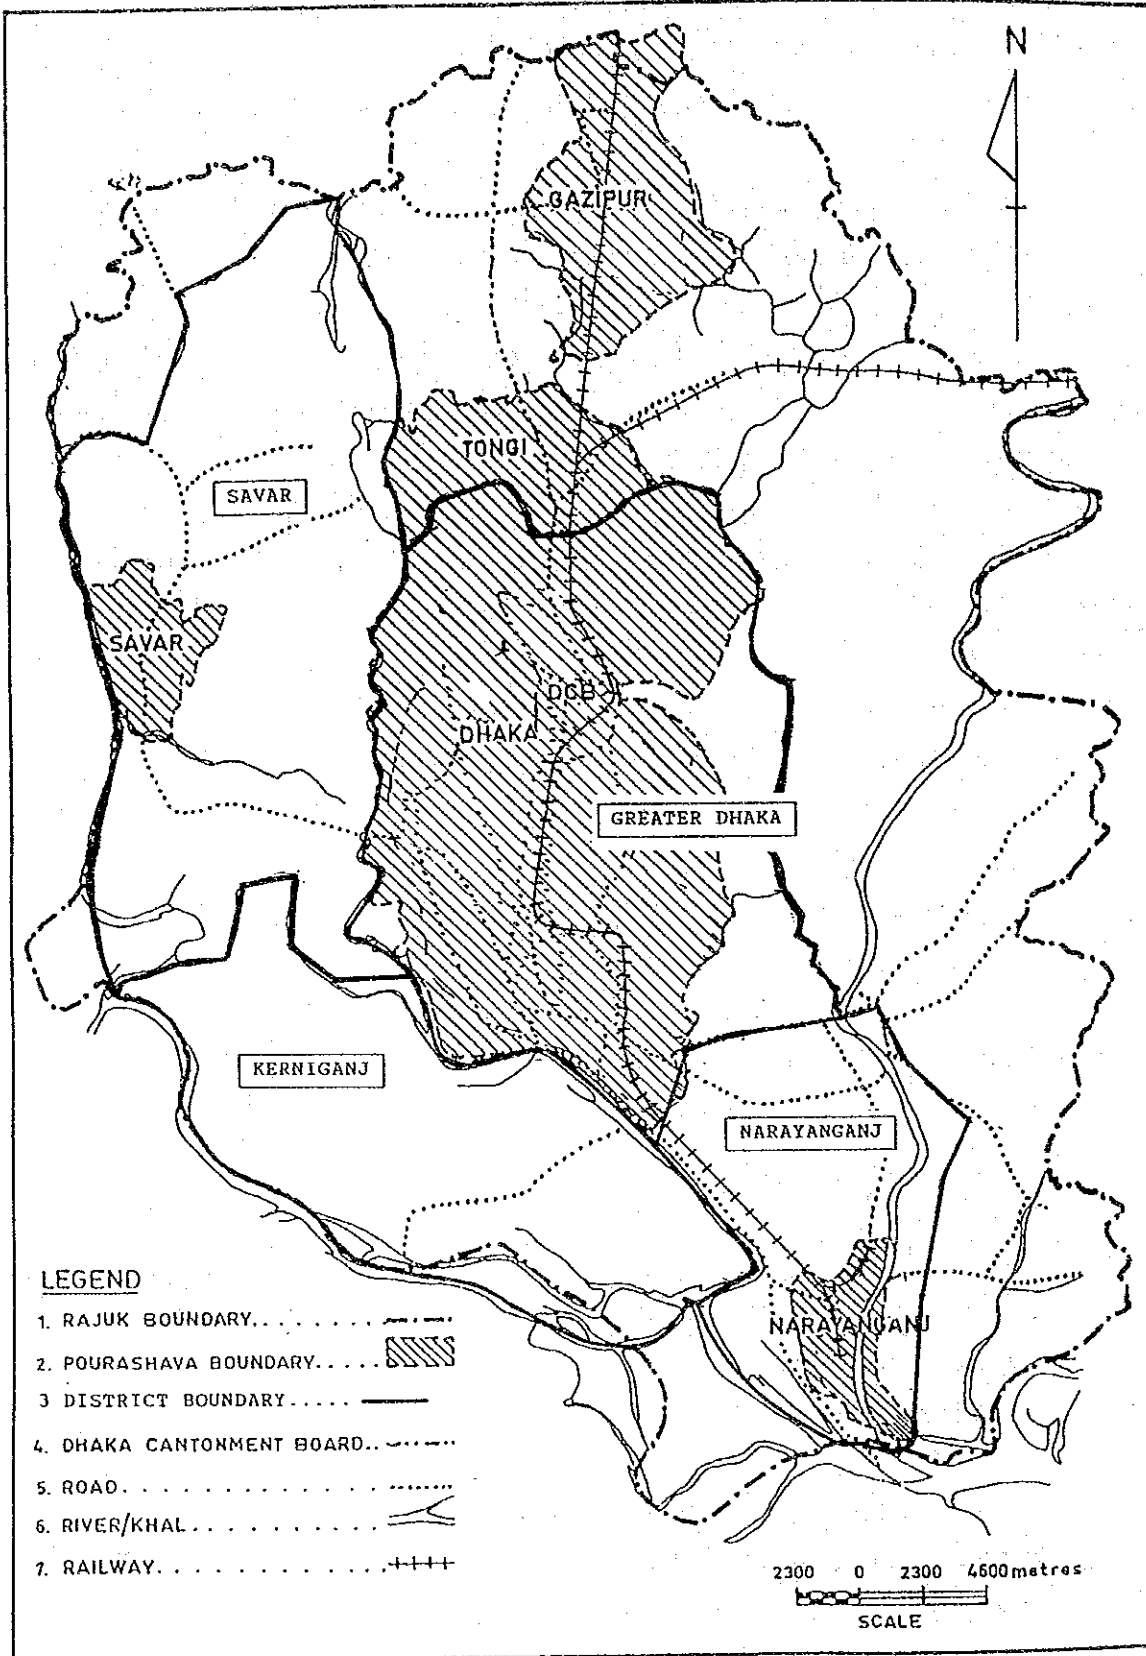 N
GAZIPUR
TONGI
SAVAR
SAVAR
DCB
DHAKA
GREATER DHAKA
KERNIGANJ
NARAYANGANJ
NARAYANGANJ
LEGEND
1. RAJUK BOUNDARY........
2. POURASHAVA BOUNDARY.....
3 DISTRICT BOUNDARY.....
4. DHAKA CANTONMENT BOARD..
5. ROAD..............
6. RIVER/KHAL..........
7. RAILWAY............
2300 0 2300 4600 metres
SCALE